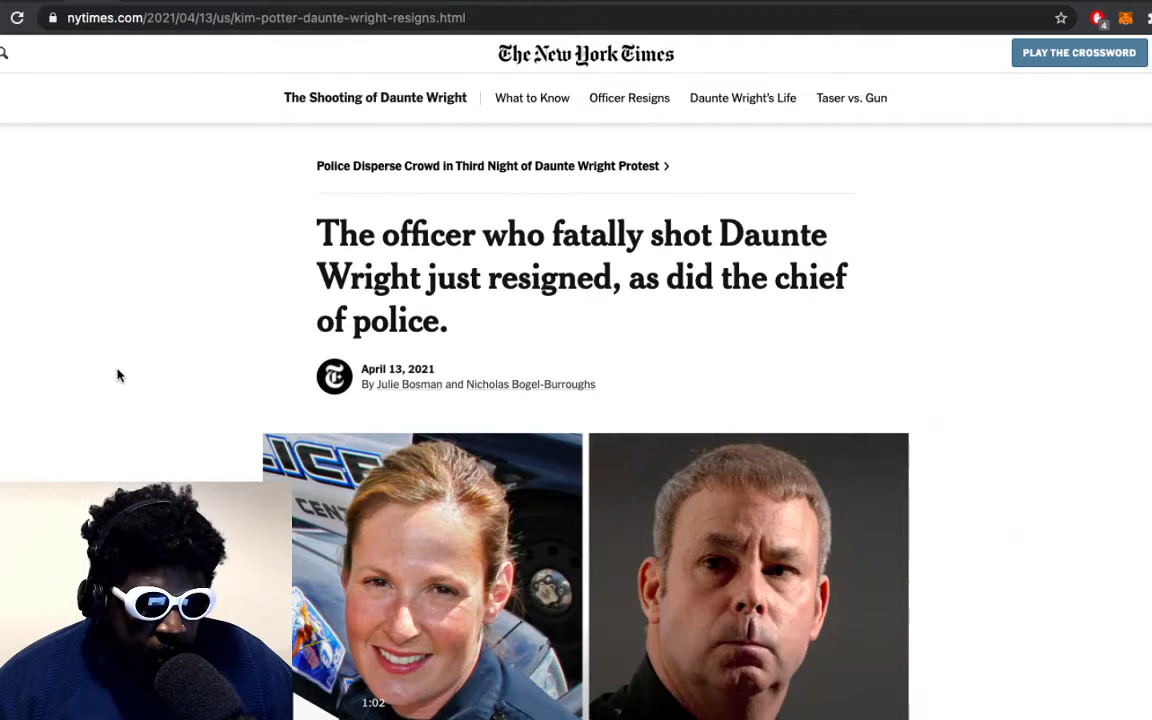 nytimes.com/2021/04/13/us/kim-potter-daunte-wright-resigns.html
4
The New York Times
PLAY THE CROSSWORD
The Shooting of Daunte Wright
What to Know
Officer Resigns
Daunte Wright's Life
Taser vs. Gun
Police Disperse Crowd in Third Night of Daunte Wright Protest >
The officer who fatally shot Daunte
Wright just resigned, as did the chief
of police.
T
April 13, 2021
By Julie Bosman and Nicholas Bogel-Burroughs
LICE
CENT
1:02